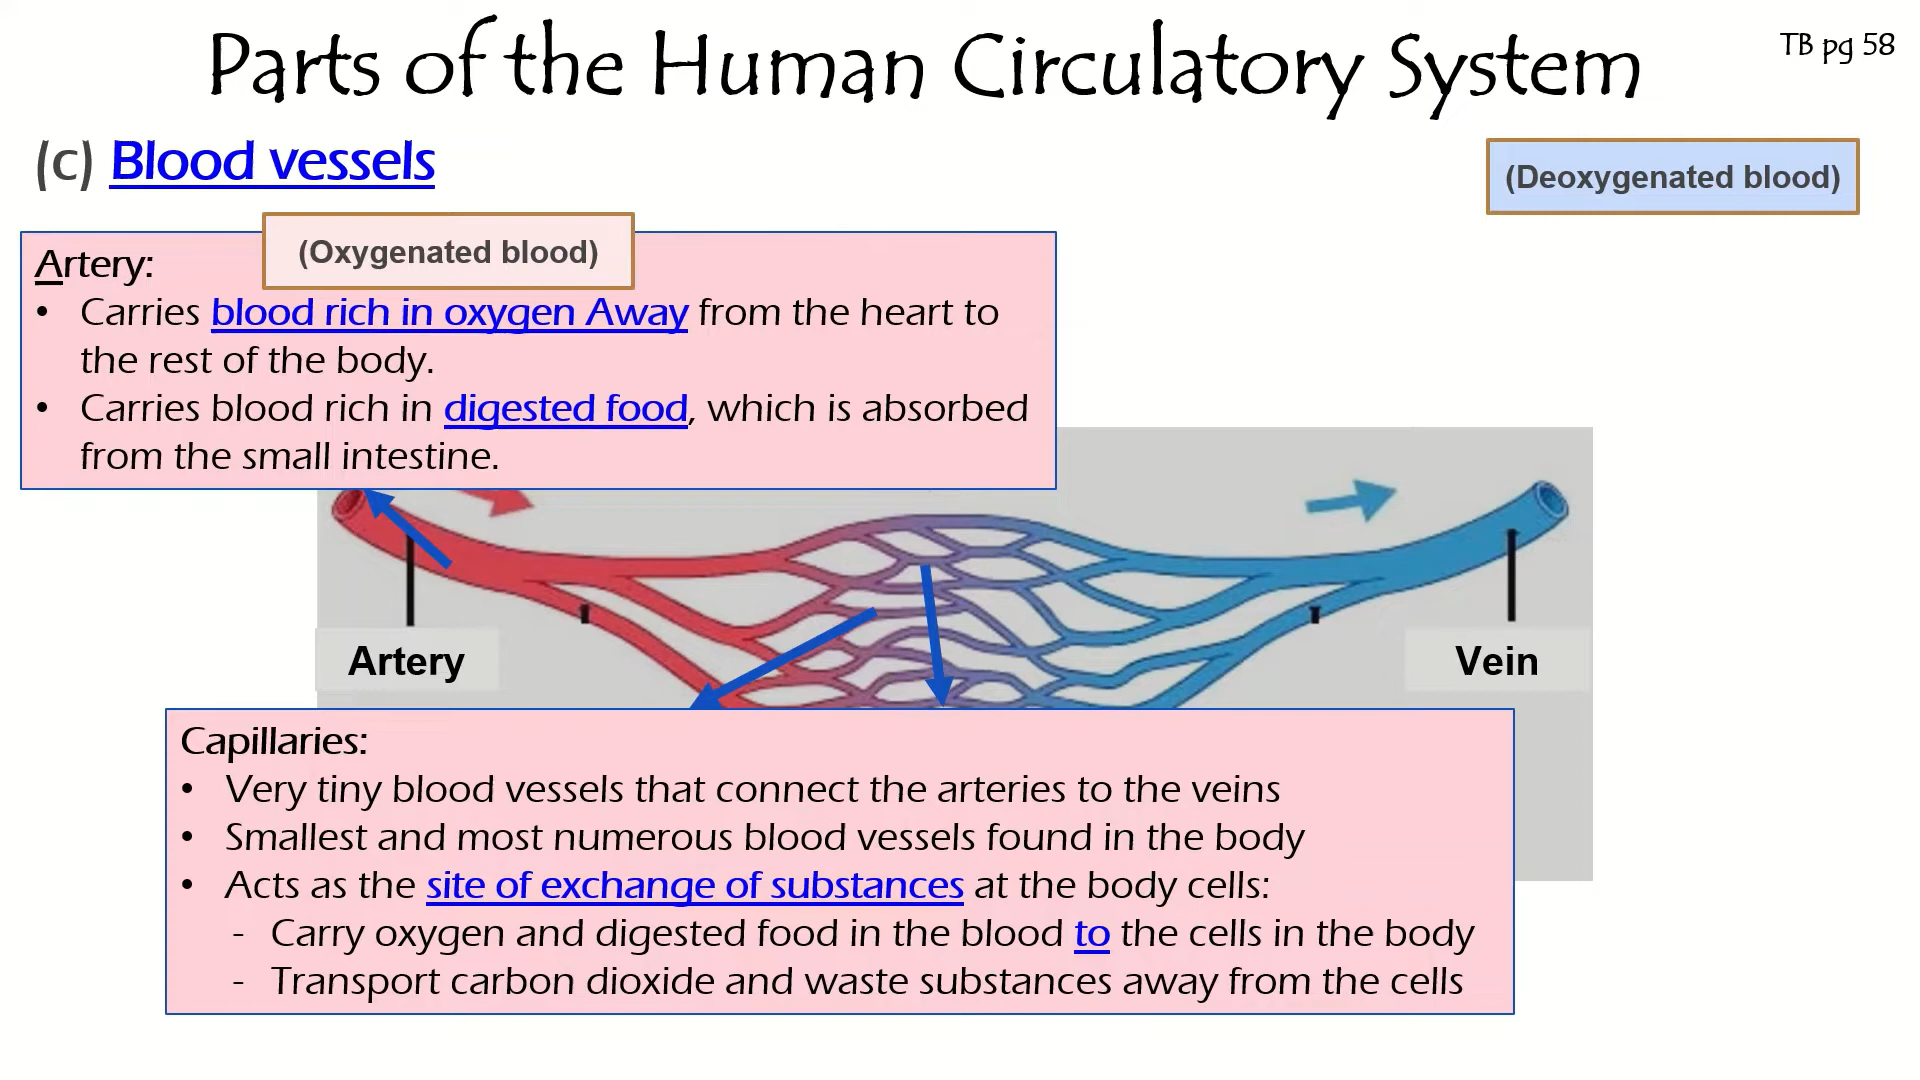 Parts of the Human Circulatory System
TB pg 58
(c) Blood vessels
(Deoxygenated blood)
(Oxygenated blood)
Artery:
• Carries blood rich in oxygen Away from the heart to
the rest of the body.
• Carries blood rich in digested food, which is absorbed
from the small intestine.
Artery
Vein
Capillaries:
• Very tiny blood vessels that connect the arteries to the veins
• Smallest and most numerous blood vessels found in the body
• Acts as the site of exchange of substances at the body cells:
- Carry oxygen and digested food in the blood to the cells in the body
- Transport carbon dioxide and waste substances away from the cells